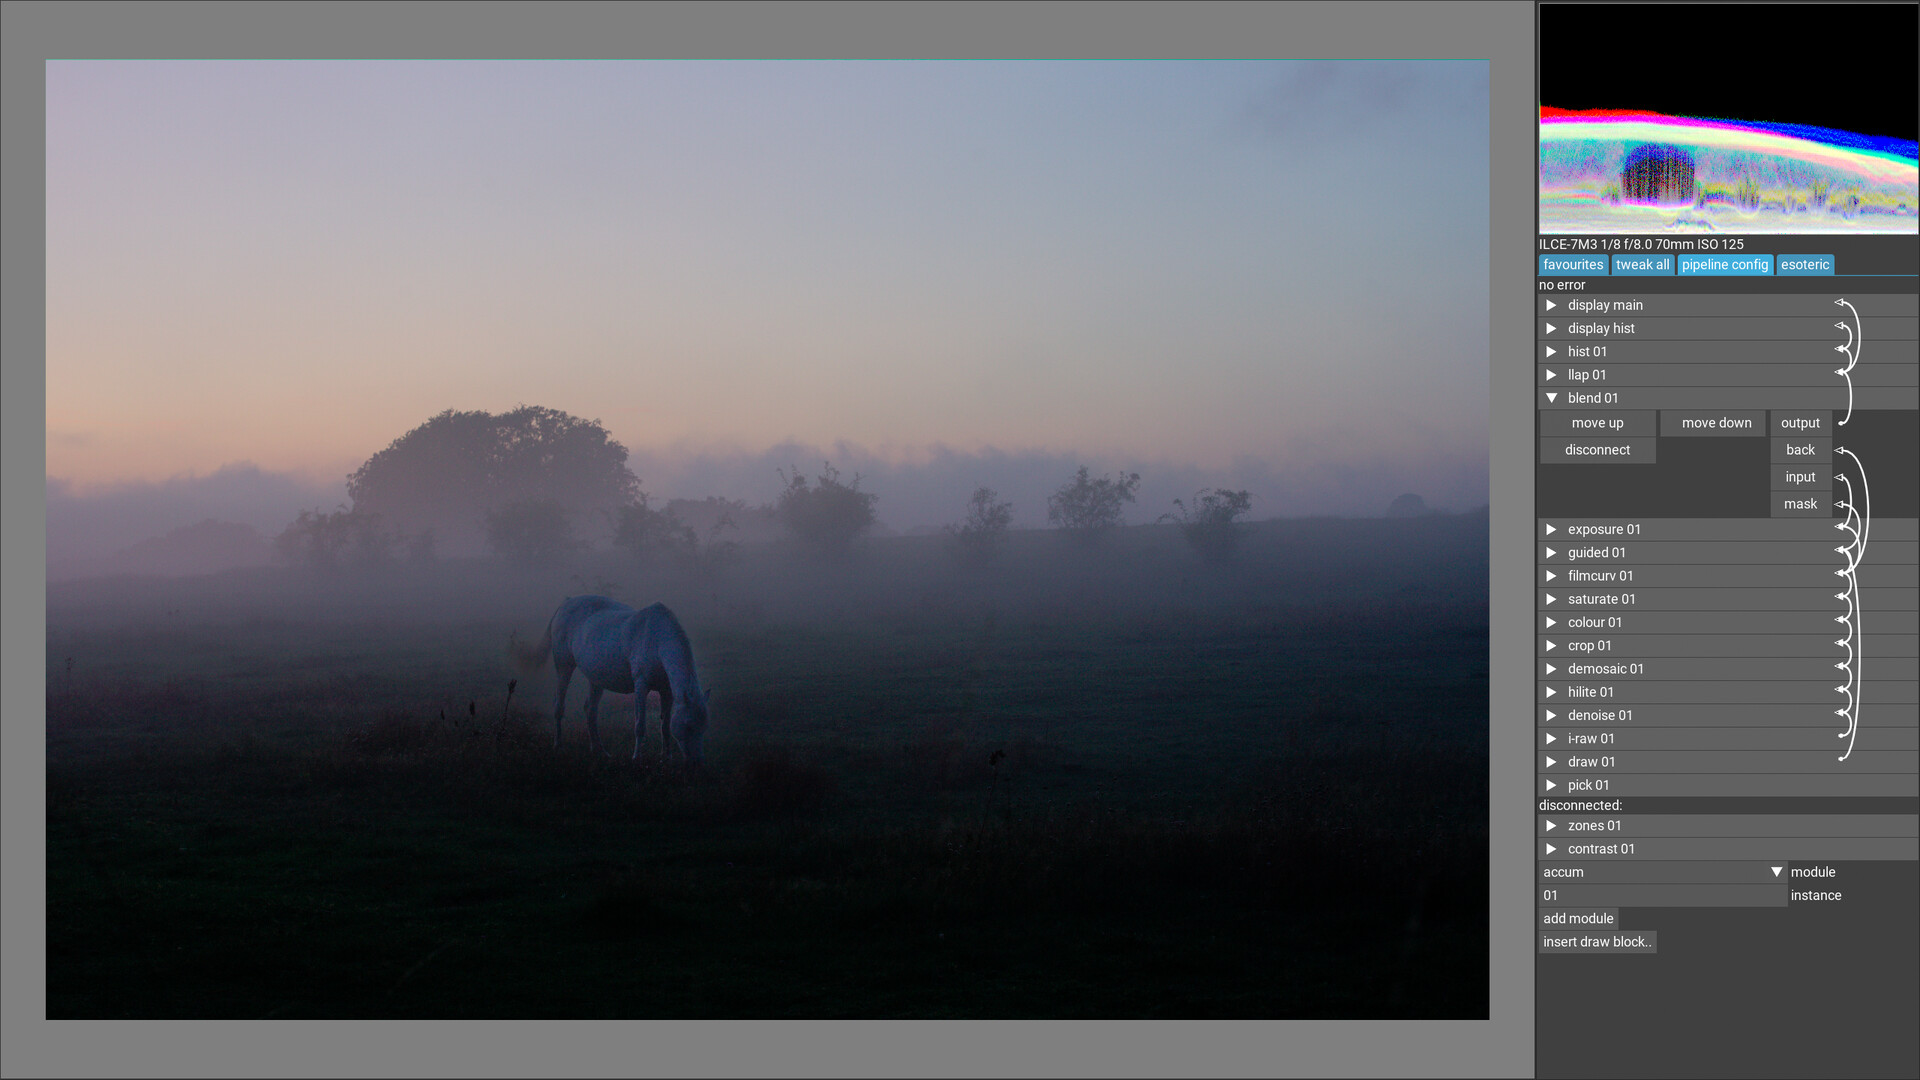 ILCE-7M3 1/8 f/8.0 70mm ISO 125
favourites tweak all pipeline config esoteric
no error
display main
display hist
hist 01
llap 01
blend 01
move up move down output
disconnect back
input
mask
exposure 01
guided 01
filmcurv 01
saturate 01
colour 01
crop 01
demosaic 01
hilite 01
denoise 01
i-raw 01
draw 01
pick 01
disconnected:
zones 01
contrast 01
accum module
01 instance
add module
insert draw block..